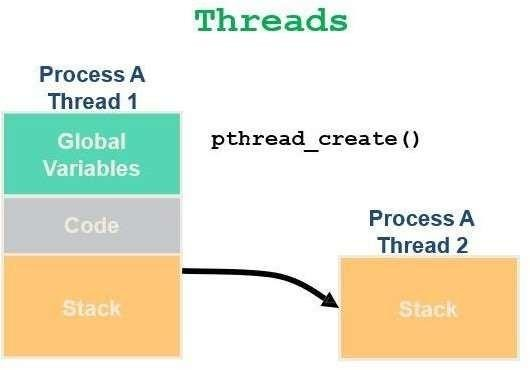 Threads
Process A
Thread 1
Global
Variables
Code
Stack
pthread_create()
Process A
Thread 2
Stack